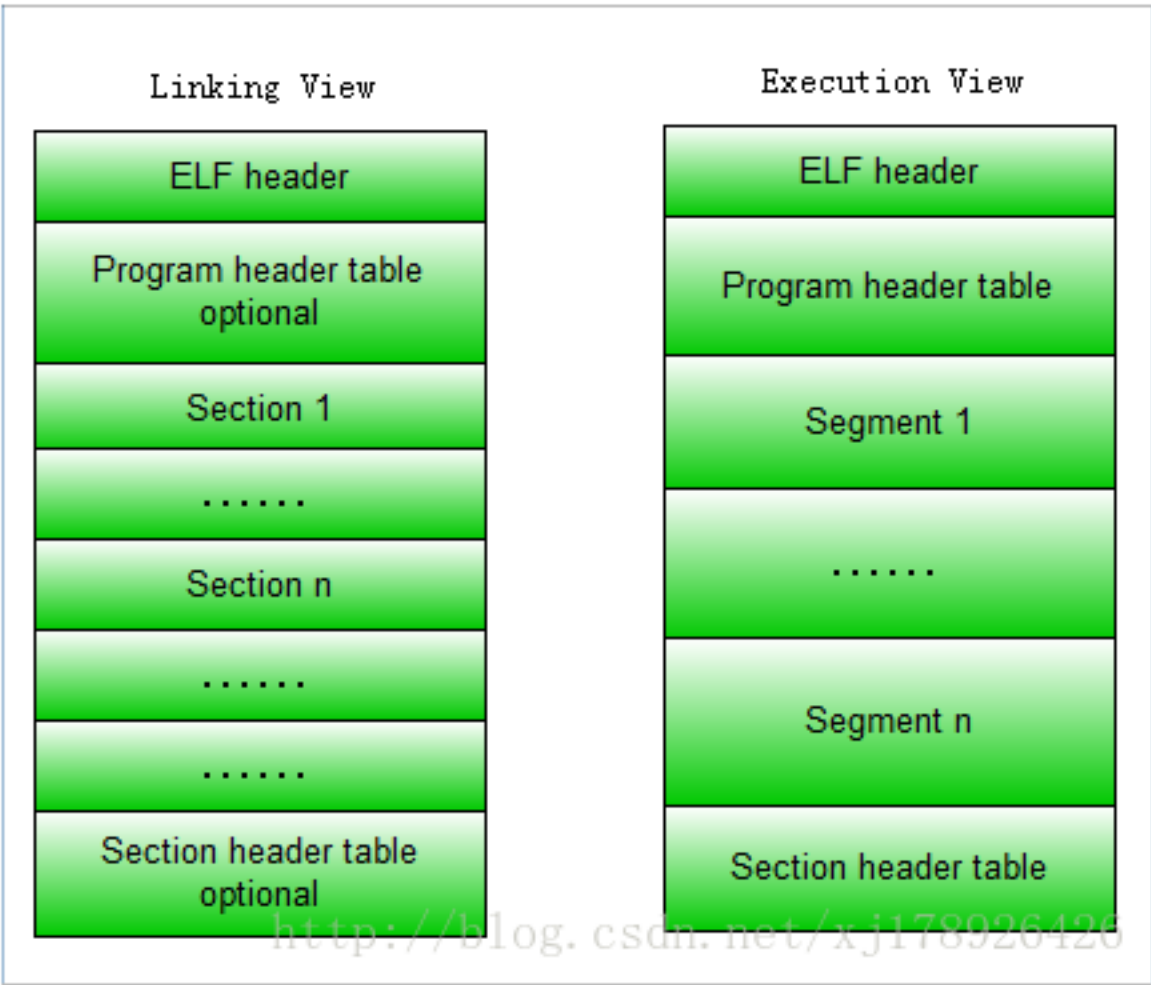 Linking View
ELF header
Program header table
optional
Section 1
......
Section n
......
......
Section header table
optional
Execution View
ELF header
Program header table
Segment 1
......
Segment n
Section header table
http://blog.csdn.net/xj178926426